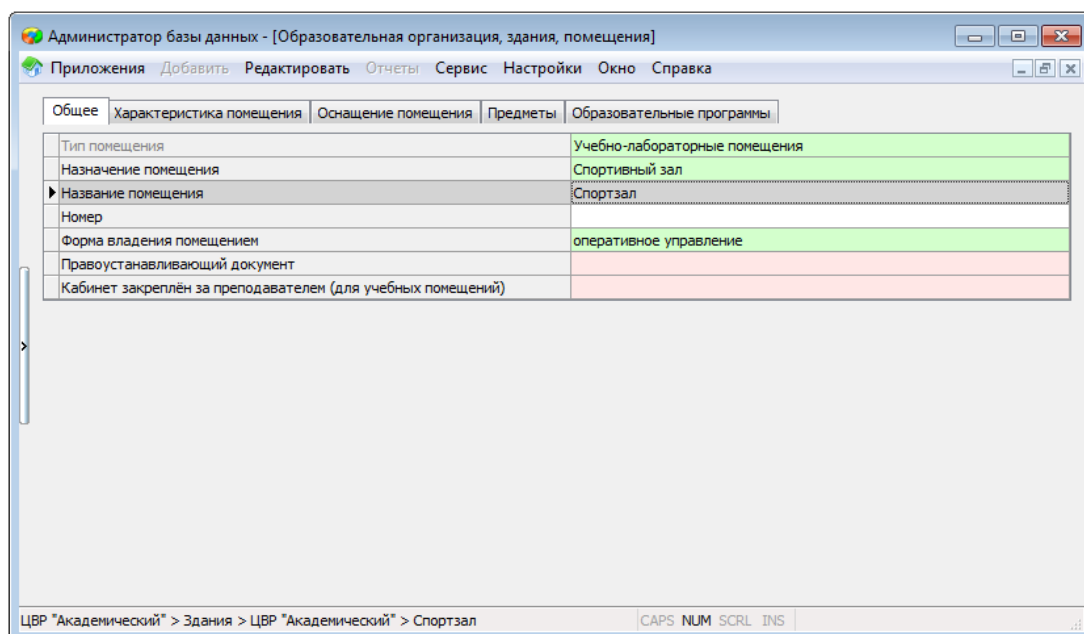 Администратор базы данных - [Образовательная организация, здания, помещения]
Приложения Добавить Редактировать Отчеты Сервис Настройки Окно Справка
Общее Характеристика помещения Оснащение помещения Предметы Образовательные программы
Тип помещения Учебно-лабораторные помещения
Назначение помещения Спортивный зал
Название помещения Спортзал
Номер
Форма владения помещением оперативное управление
Правоустанавливающий документ
Кабинет закреплён за преподавателем (для учебных помещений)
ЦВР "Академический" > Здания > ЦВР "Академический" > Спортзал CAPS NUM SCRL INS